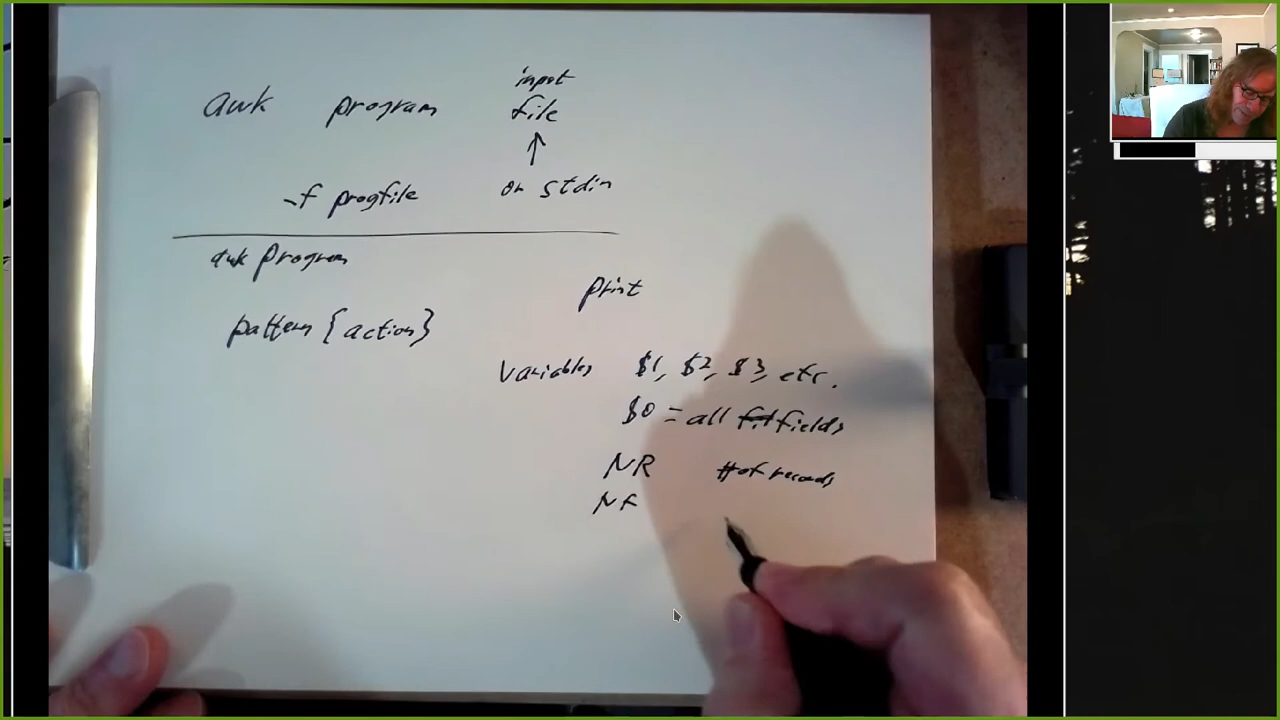 input
awk program file
↑
-f progfile or stdin
awk program
print
pattern {action}
variables $1, $2, $3, etc.
$0 = all fields
NR # of records
NF